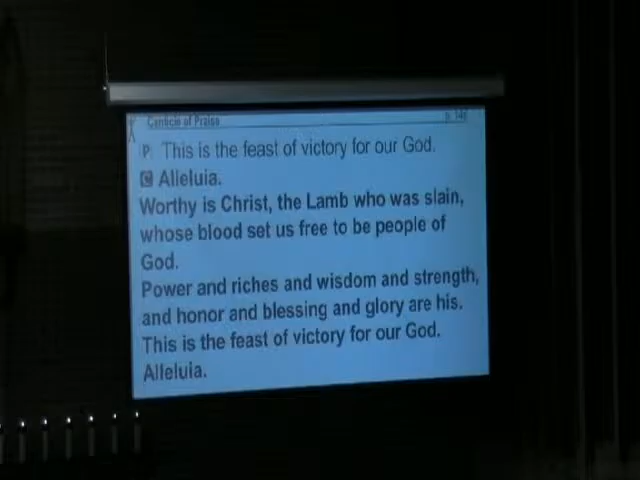 Canticle of Praise p. 148
P This is the feast of victory for our God.
C Alleluia.
Worthy is Christ, the Lamb who was slain,
whose blood set us free to be people of
God.
Power and riches and wisdom and strength,
and honor and blessing and glory are his.
This is the feast of victory for our God.
Alleluia.